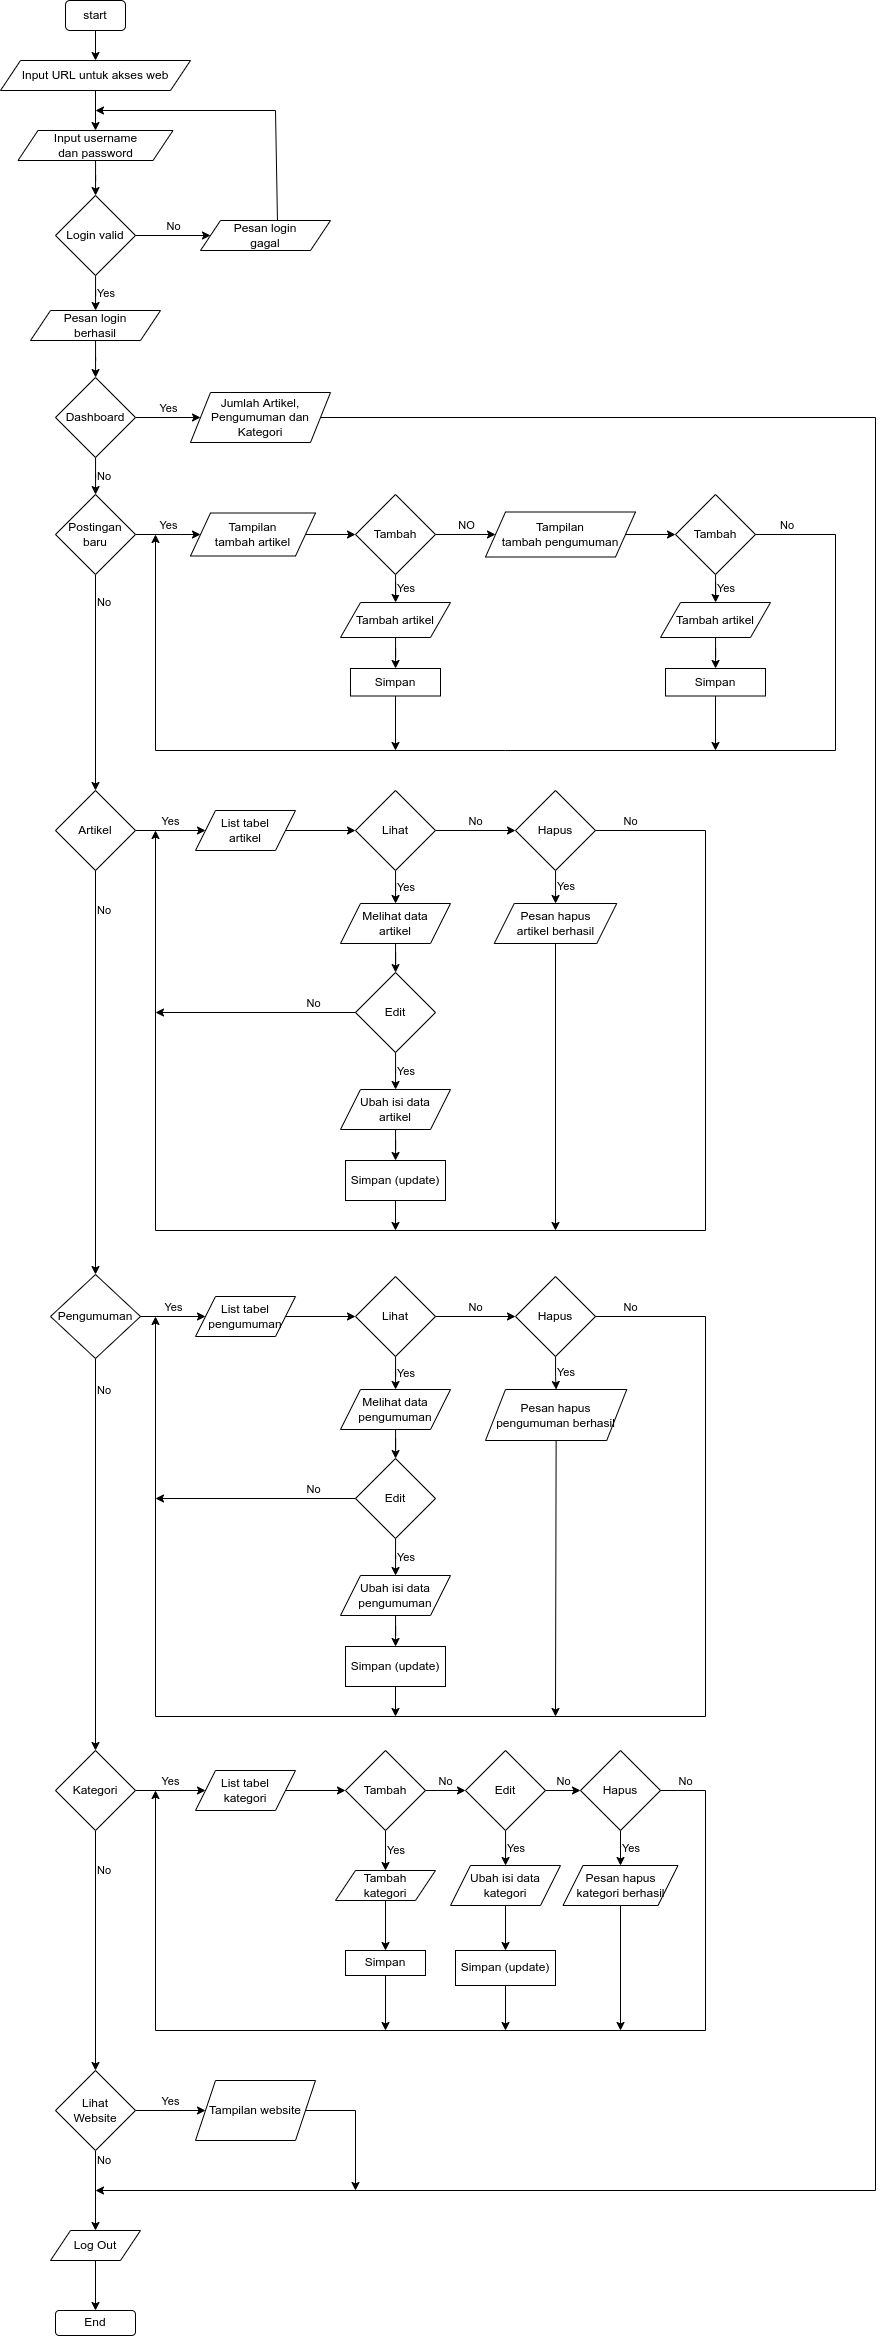 start
Input URL untuk akses web
Input username
dan password
Login valid
No
Pesan login
gagal
Yes
Pesan login
berhasil
Dashboard
Yes
Jumlah Artikel,
Pengumuman dan
Kategori
No
Postingan
baru
Yes
Tampilan
tambah artikel
Tambah
NO
Tampilan
tambah pengumuman
Tambah
No
Yes
Yes
No
Tambah artikel
Tambah artikel
Simpan
Simpan
Artikel
Yes
List tabel
artikel
Lihat
No
Hapus
No
Yes
Yes
No
Melihat data
artikel
Pesan hapus
artikel berhasil
No
Edit
Yes
Ubah isi data
artikel
Simpan (update)
Pengumuman
Yes
List tabel
pengumuman
Lihat
No
Hapus
No
Yes
Yes
No
Melihat data
pengumuman
Pesan hapus
pengumuman berhasil
No
Edit
Yes
Ubah isi data
pengumuman
Simpan (update)
Kategori
Yes
List tabel
kategori
Tambah
No
Edit
No
Hapus
No
Yes
Yes
Yes
No
Tambah
kategori
Ubah isi data
kategori
Pesan hapus
kategori berhasil
Simpan
Simpan (update)
Lihat
Website
Yes
Tampilan website
No
Log Out
End